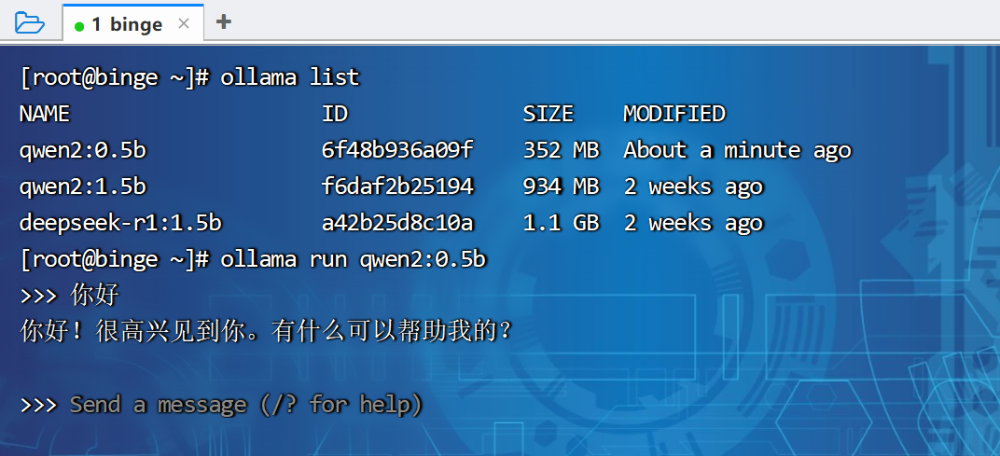 1 binge
[root@binge ~]# ollama list
NAME ID SIZE MODIFIED
qwen2:0.5b 6f48b936a09f 352 MB About a minute ago
qwen2:1.5b f6daf2b25194 934 MB 2 weeks ago
deepseek-r1:1.5b a42b25d8c10a 1.1 GB 2 weeks ago
[root@binge ~]# ollama run qwen2:0.5b
>>> 你好
你好！很高兴见到你。有什么可以帮助我的？
>>> Send a message (/? for help)